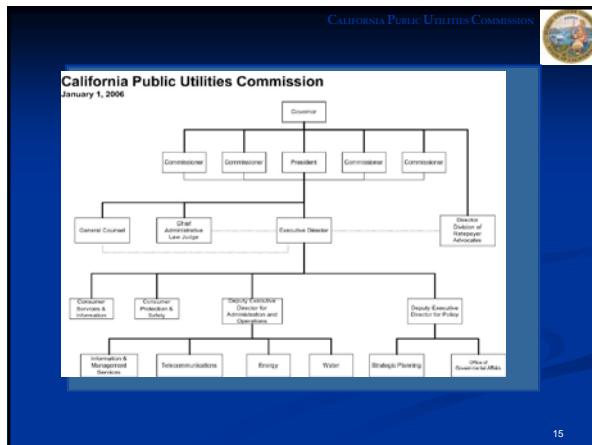 CALIFORNIA PUBLIC UTILITIES COMMISSION
California Public Utilities Commission
January 1, 2006
Governor
Commissioner
Commissioner
President
Commissioner
Commissioner
General Counsel
Chief
Administrative
Law Judge
Executive Director
Director
Division of
Ratepayer
Advocates
Consumer
Services &
Information
Consumer
Protection &
Safety
Deputy Executive
Director for
Administration and
Operations
Deputy Executive
Director for Policy
Information &
Management
Services
Telecommunications
Energy
Water
Strategic Planning
Office of
Governmental Affairs
15